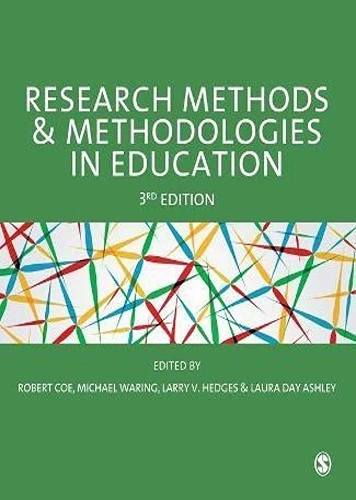 RESEARCH METHODS
& METHODOLOGIES
IN EDUCATION
3RD EDITION
EDITED BY
ROBERT COE, MICHAEL WARING, LARRY V. HEDGES & LAURA DAY ASHLEY
S